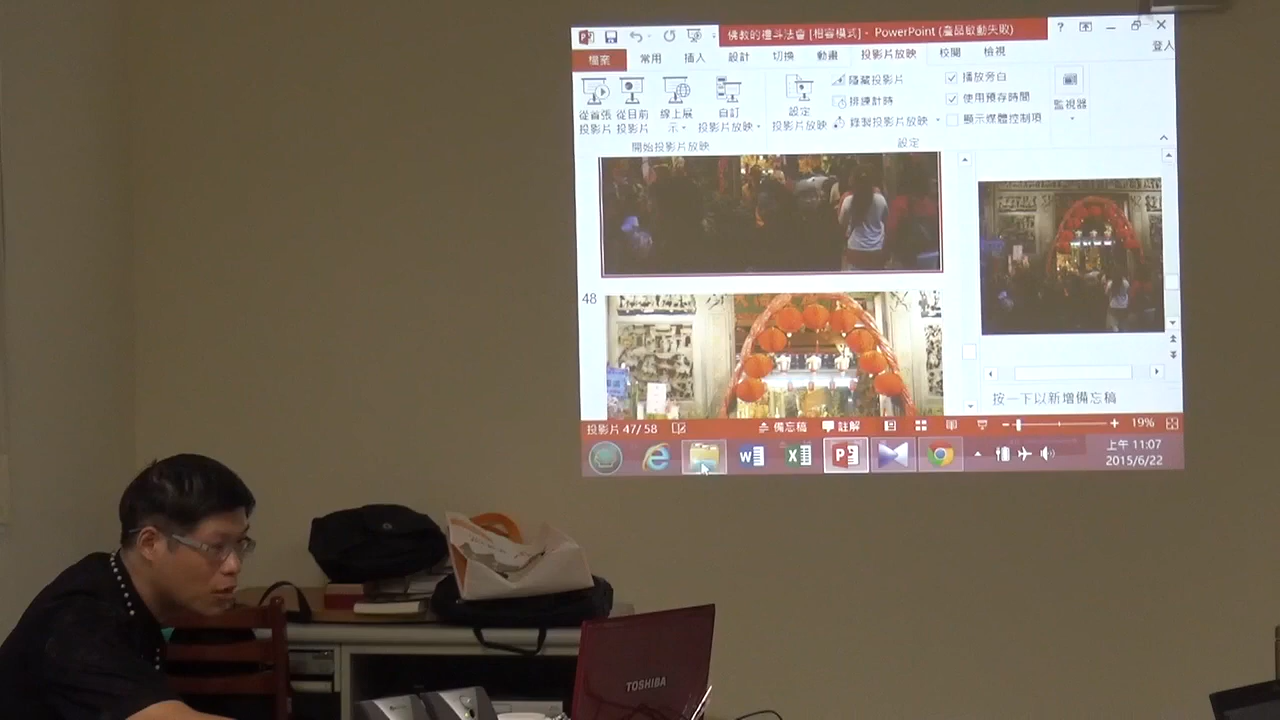 佛教的禮斗法會 [相容模式] - PowerPoint (產品啟動失敗)
?
登入
檔案 常用 插入 設計 切換 動畫 投影片放映 校閱 檢視
從首張投影片
從目前投影片
線上展示
自訂投影片放映
設定投影片放映
隱藏投影片
排練計時
錄製投影片放映
播放旁白
使用預存時間
顯示媒體控制項
監視器
開始投影片放映
設定
48
按一下以新增備忘稿
投影片 47/58
備忘稿 註解
19%
上午 11:07
2015/6/22
TOSHIBA